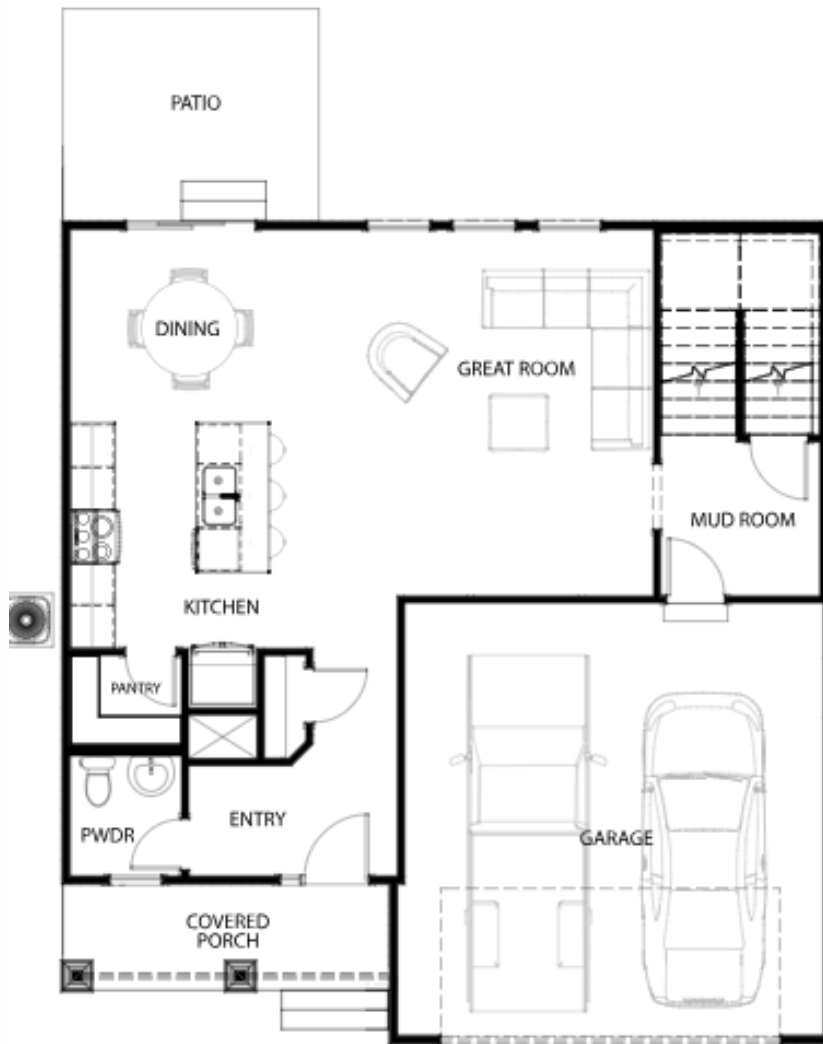 PATIO
DINING
GREAT ROOM
MUD ROOM
KITCHEN
PANTRY
ENTRY
PWDR
GARAGE
COVERED
PORCH